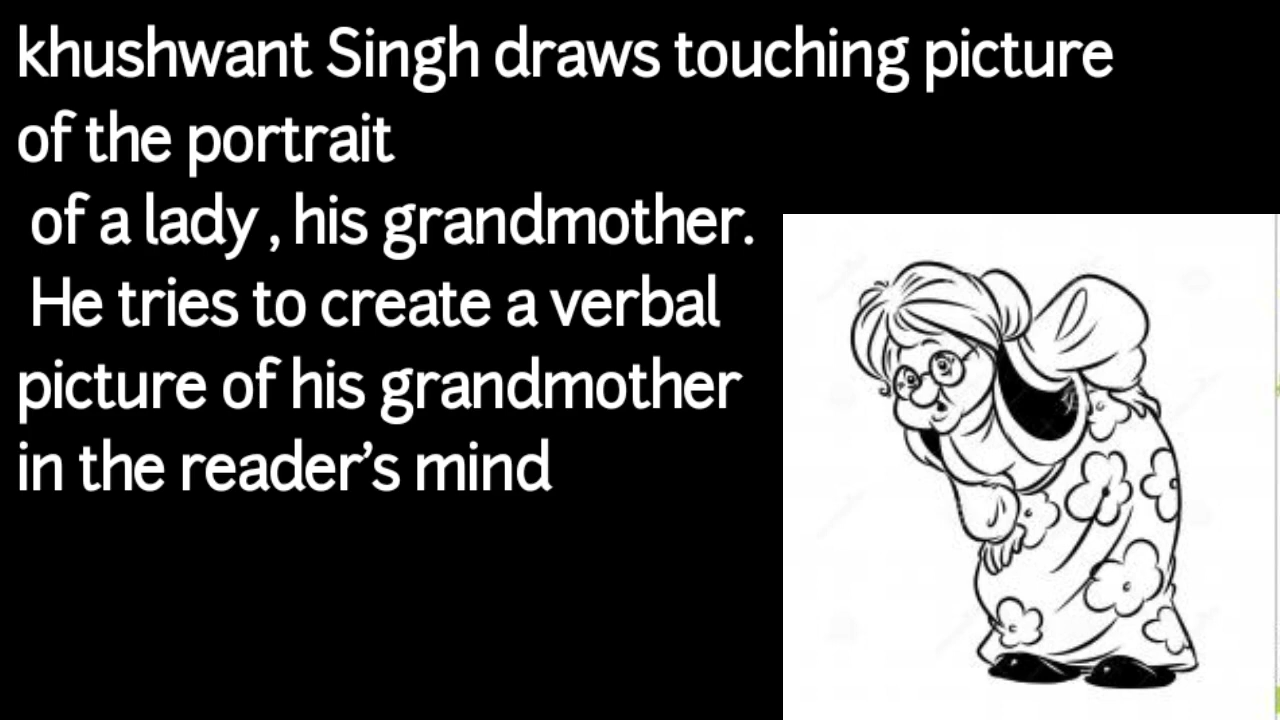 khushwant Singh draws touching picture
of the portrait
of a lady , his grandmother.
He tries to create a verbal
picture of his grandmother
in the reader’s mind